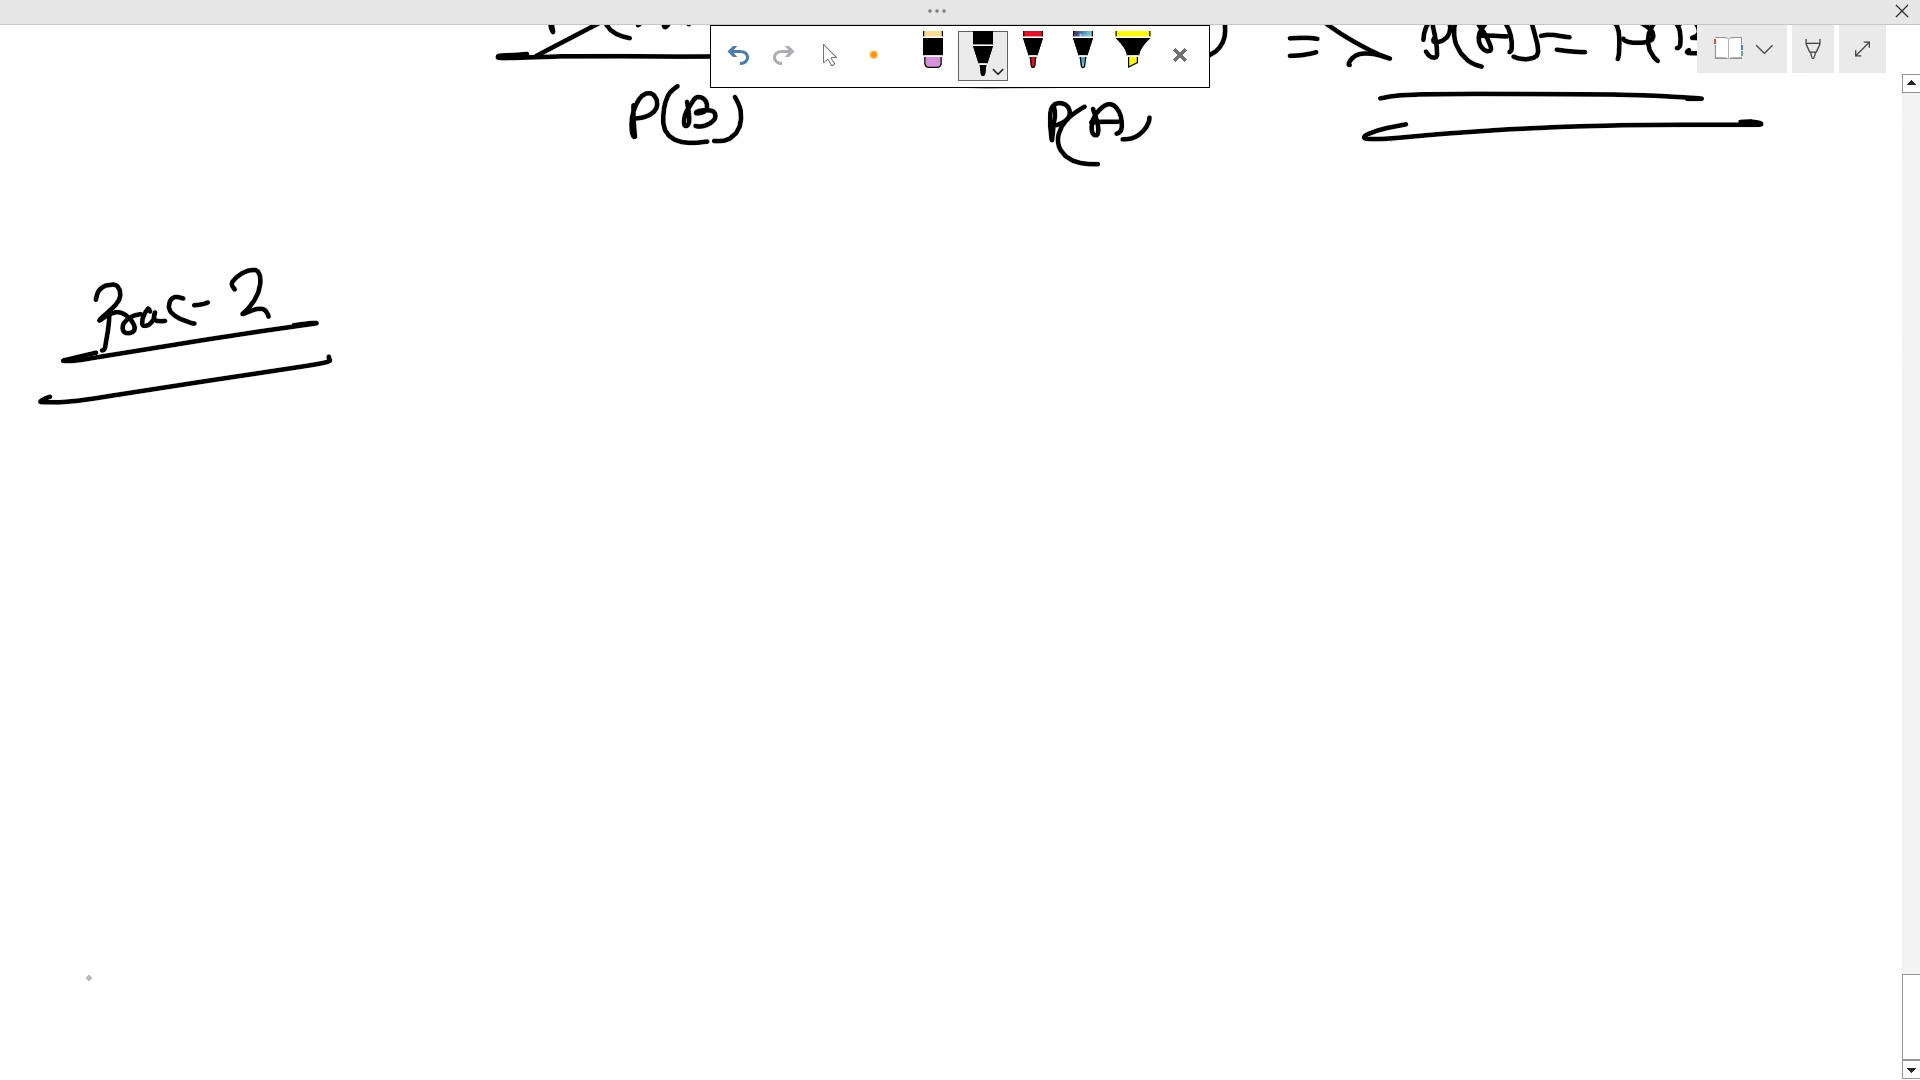 = P(A) = P(B
P(B) P(A)
Prac - 2